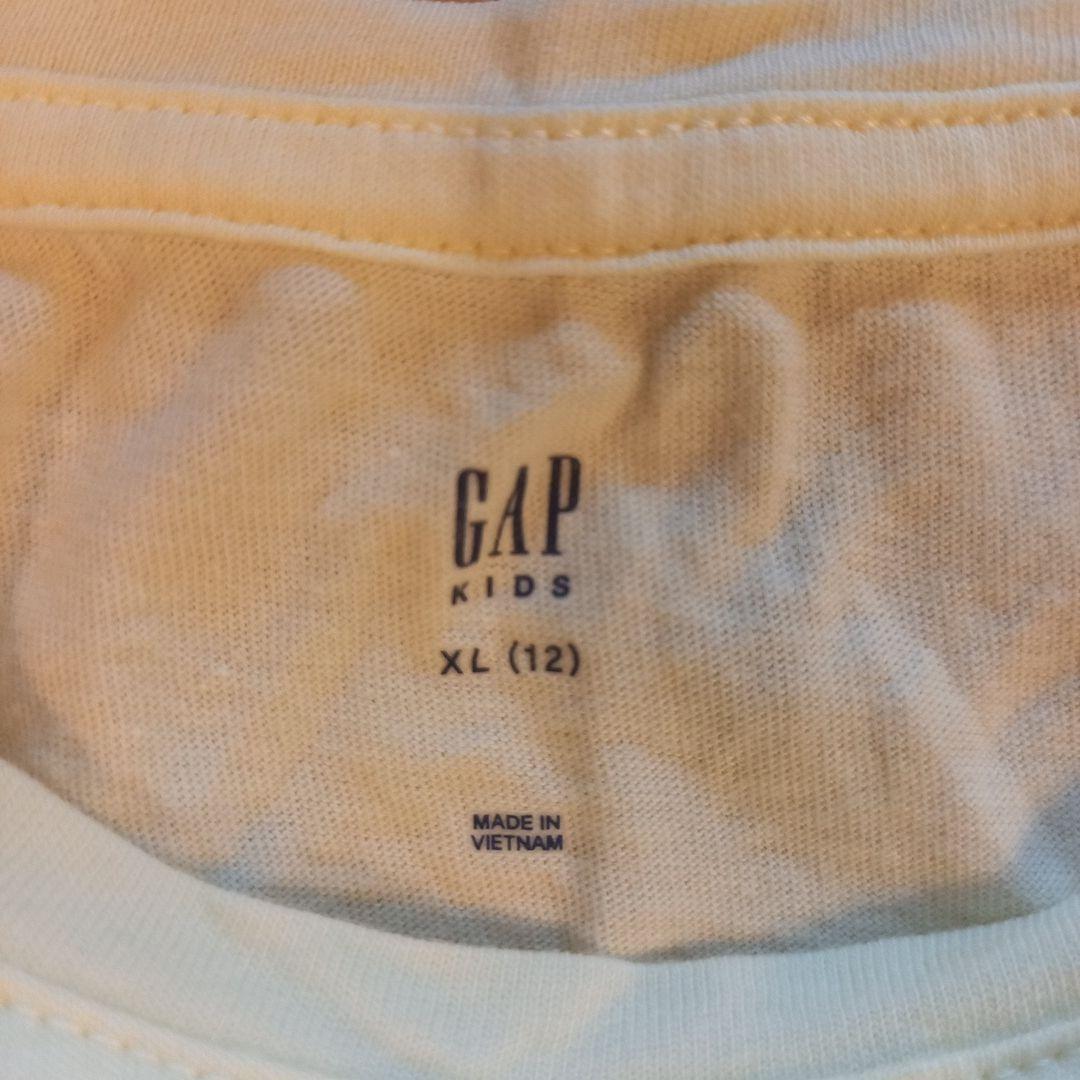 GAP
KIDS
XL (12)
MADE IN
VIETNAM